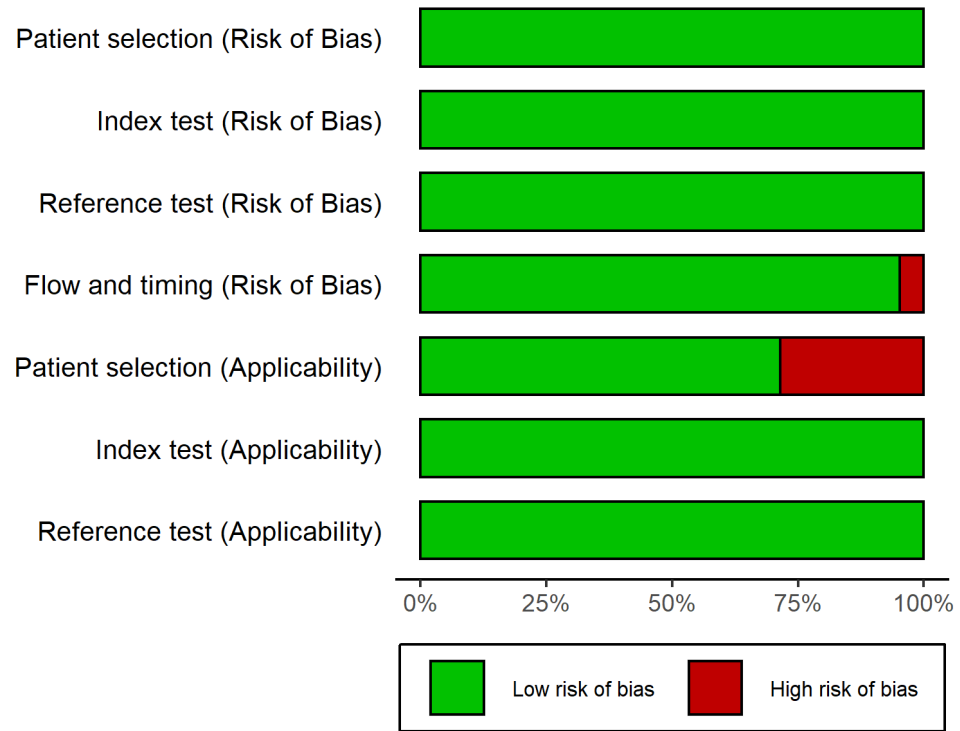 Patient selection (Risk of Bias)
Index test (Risk of Bias)
Reference test (Risk of Bias)
Flow and timing (Risk of Bias)
Patient selection (Applicability)
Index test (Applicability)
Reference test (Applicability)
0% 25% 50% 75% 100%
Low risk of bias High risk of bias